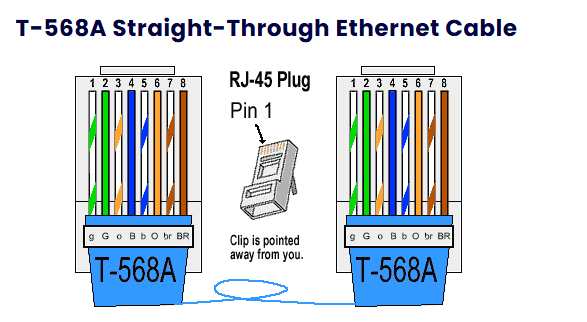 T-568A Straight-Through Ethernet Cable
1 2 3 4 5 6 7 8
RJ-45 Plug
Pin 1
1 2 3 4 5 6 7 8
Clip is pointed
away from you.
g G o B b O br BR
T-568A
g G o B b O br BR
T-568A